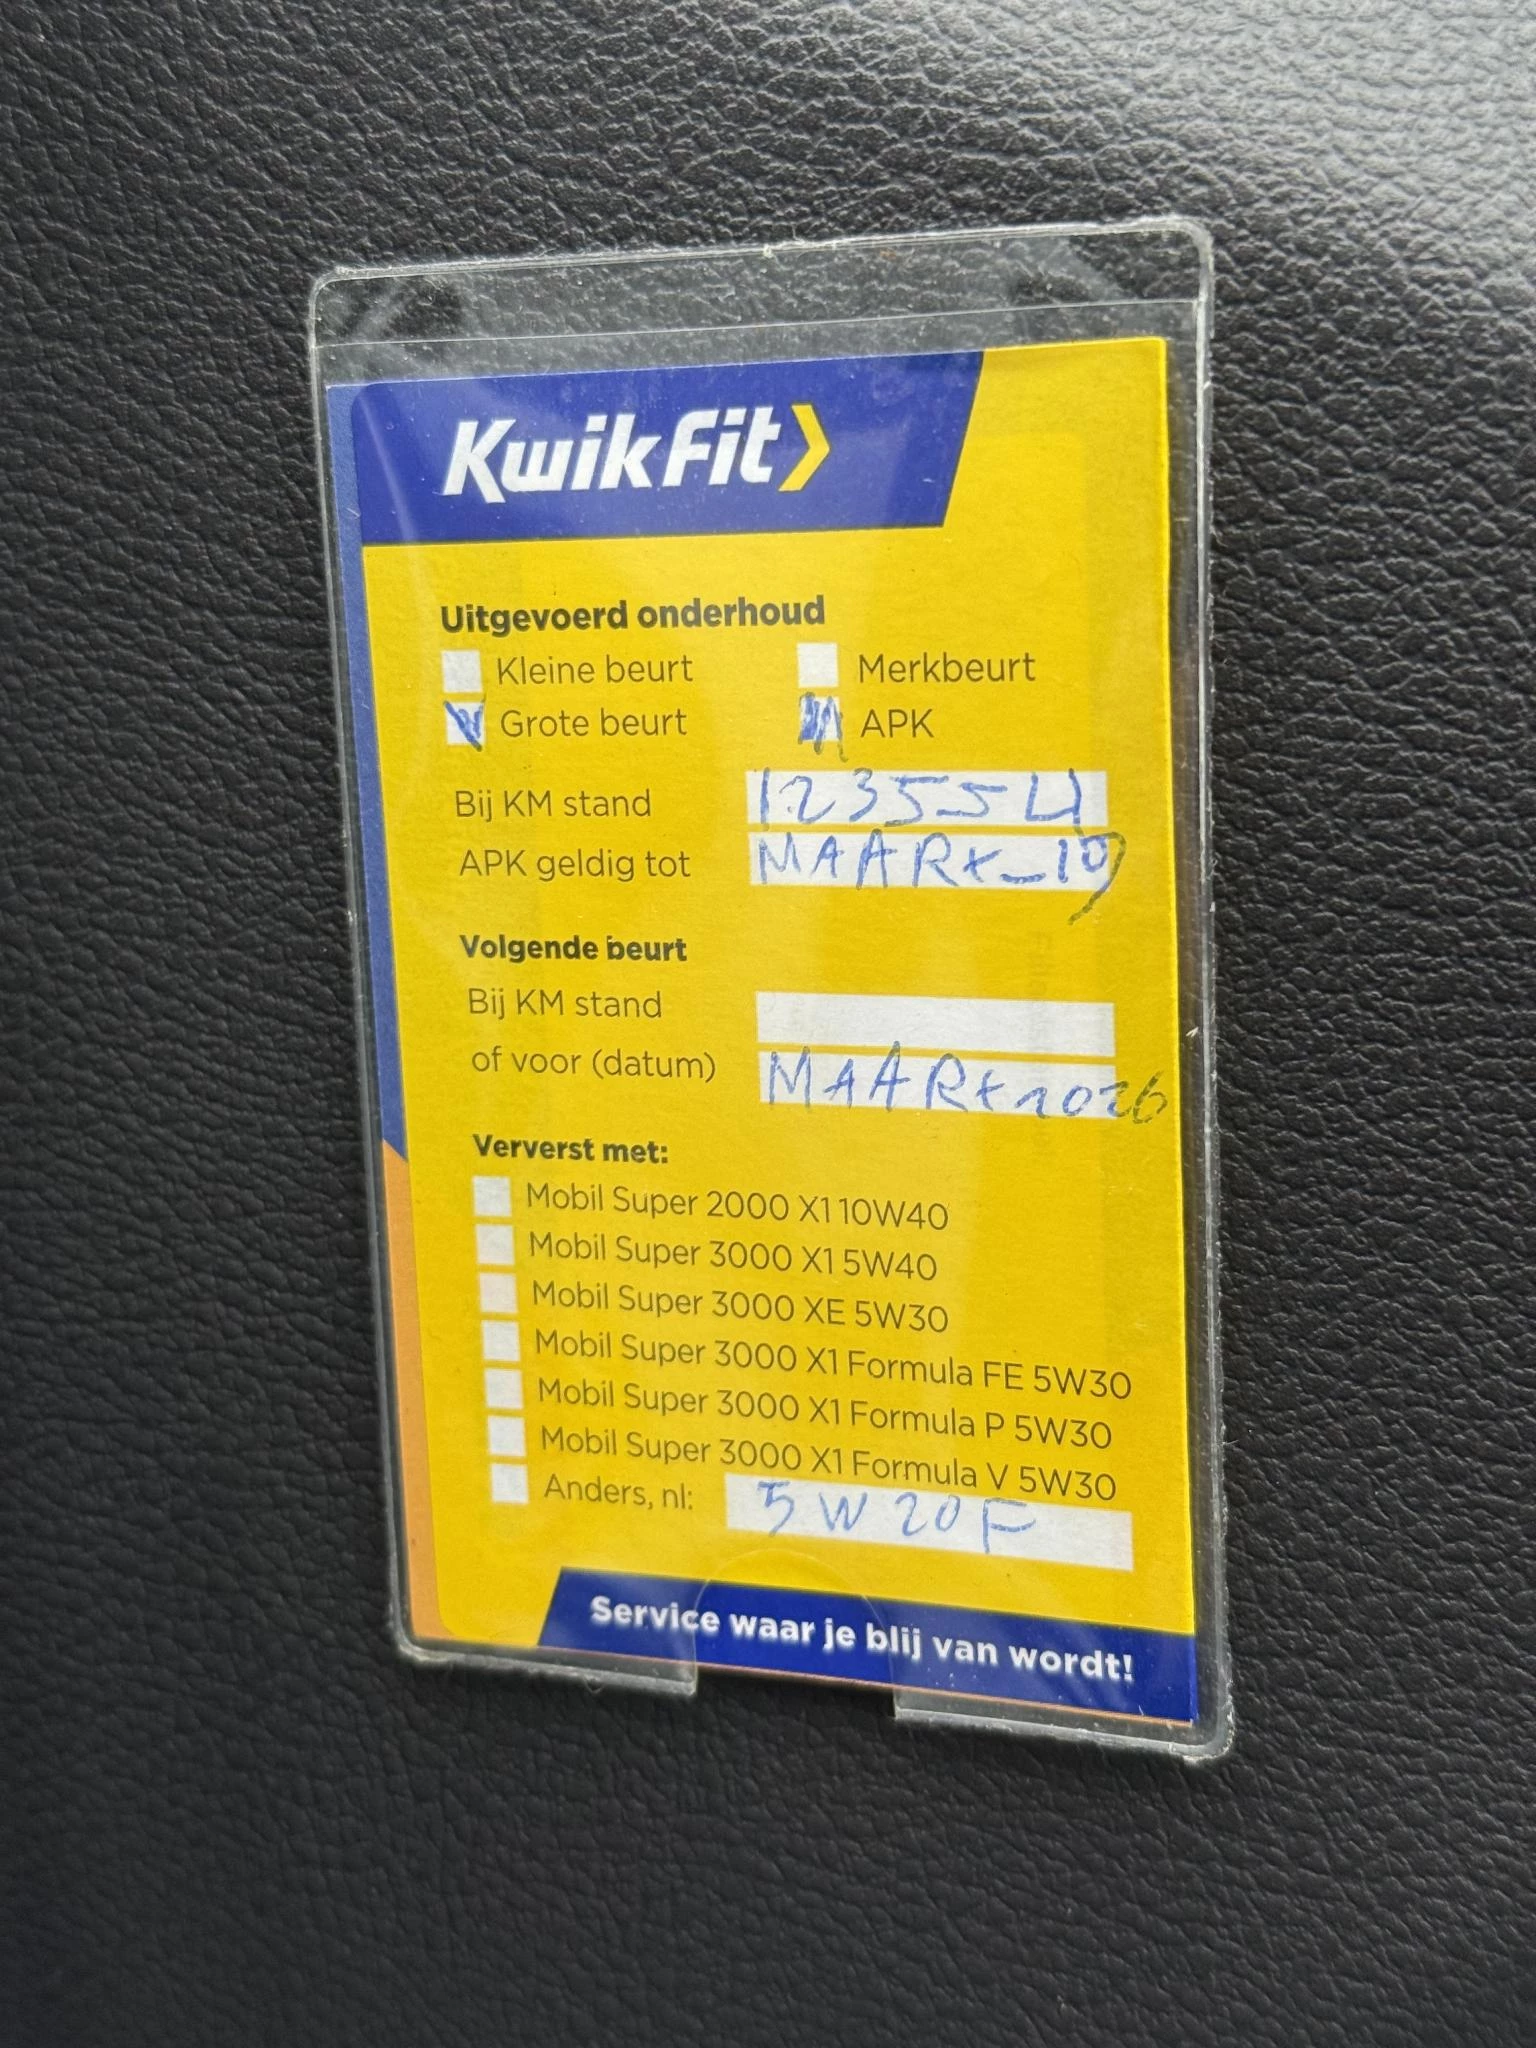 KwikFit
Uitgevoerd onderhoud
Kleine beurt Merkbeurt
Grote beurt APK
Bij KM stand 123554
APK geldig tot MAARt_19
Volgende beurt
Bij KM stand
of voor (datum) MAARt 2026
Ververst met:
Mobil Super 2000 X1 10W40
Mobil Super 3000 X1 5W40
Mobil Super 3000 XE 5W30
Mobil Super 3000 X1 Formula FE 5W30
Mobil Super 3000 X1 Formula P 5W30
Mobil Super 3000 X1 Formula V 5W30
Anders, nl: 5W20F
Service waar je blij van wordt!